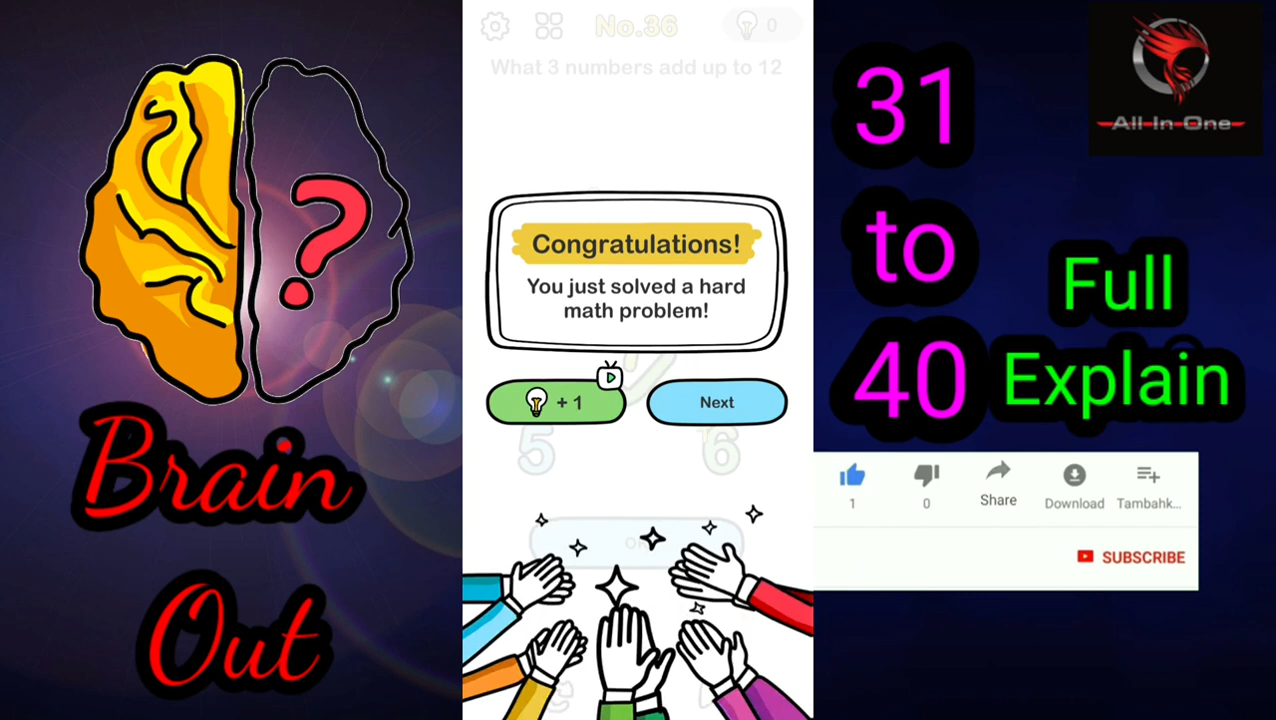 No.36
0
What 3 numbers add up to 12
Congratulations!
You just solved a hard
math problem!
+ 1
Next
5
6
Brain
Out
31
to
40
Full
Explain
All In One
1
0
Share
Download
Tambahk...
SUBSCRIBE